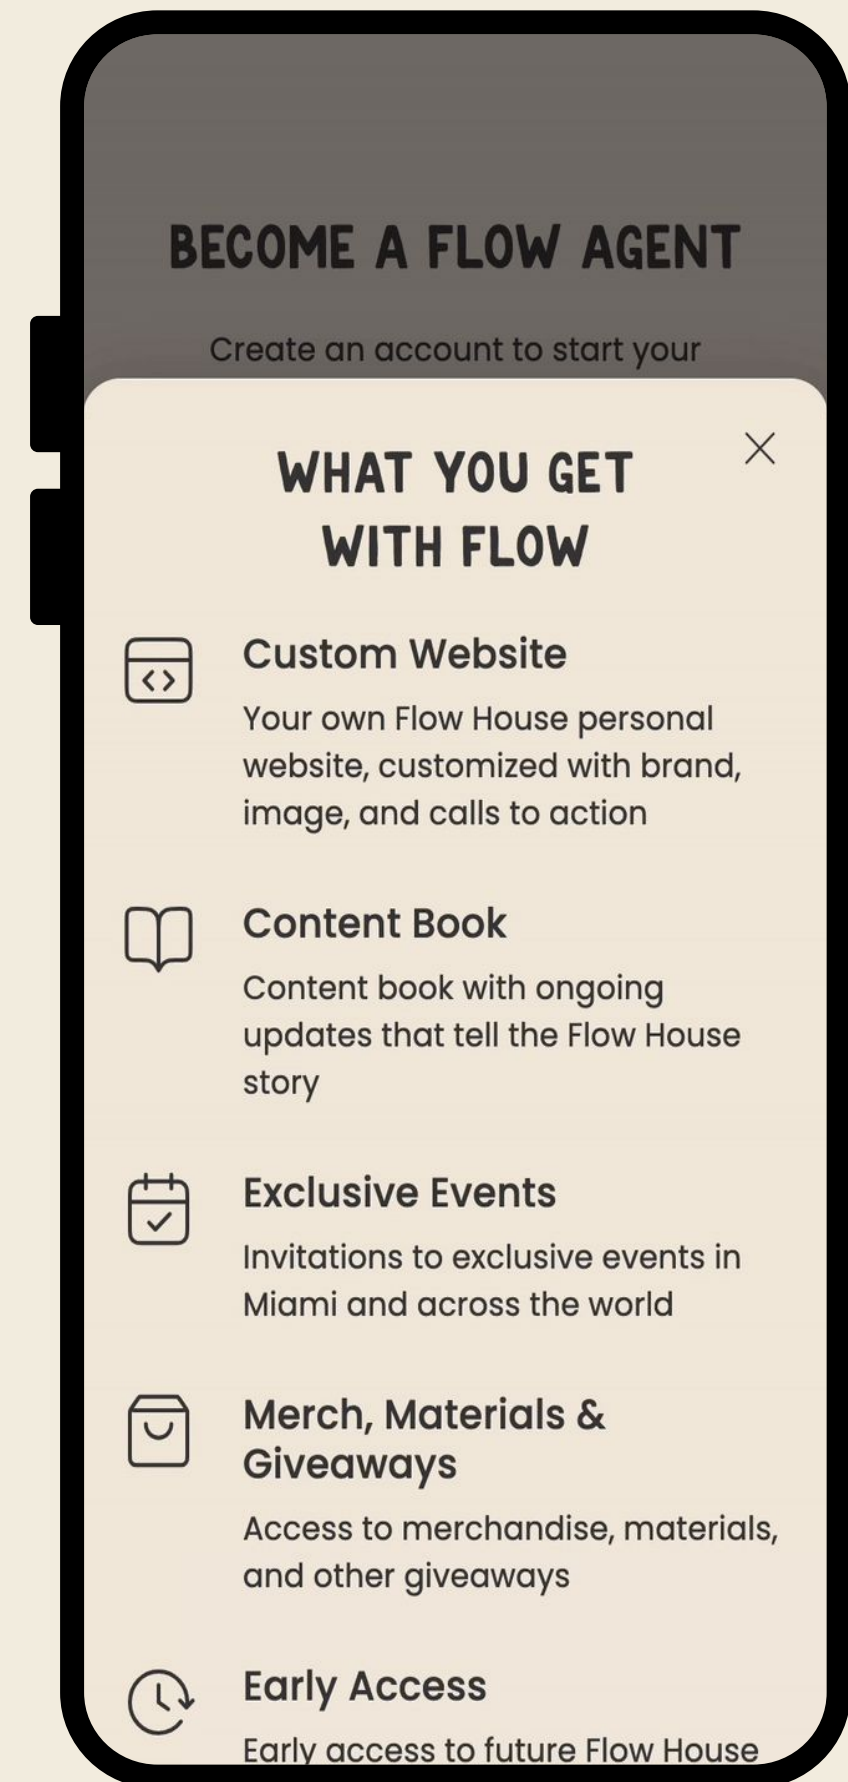 BECOME A FLOW AGENT
Create an account to start your
WHAT YOU GET
WITH FLOW
Custom Website
Your own Flow House personal
website, customized with brand,
image, and calls to action
Content Book
Content book with ongoing
updates that tell the Flow House
story
Exclusive Events
Invitations to exclusive events in
Miami and across the world
Merch, Materials &
Giveaways
Access to merchandise, materials,
and other giveaways
Early Access
Early access to future Flow House